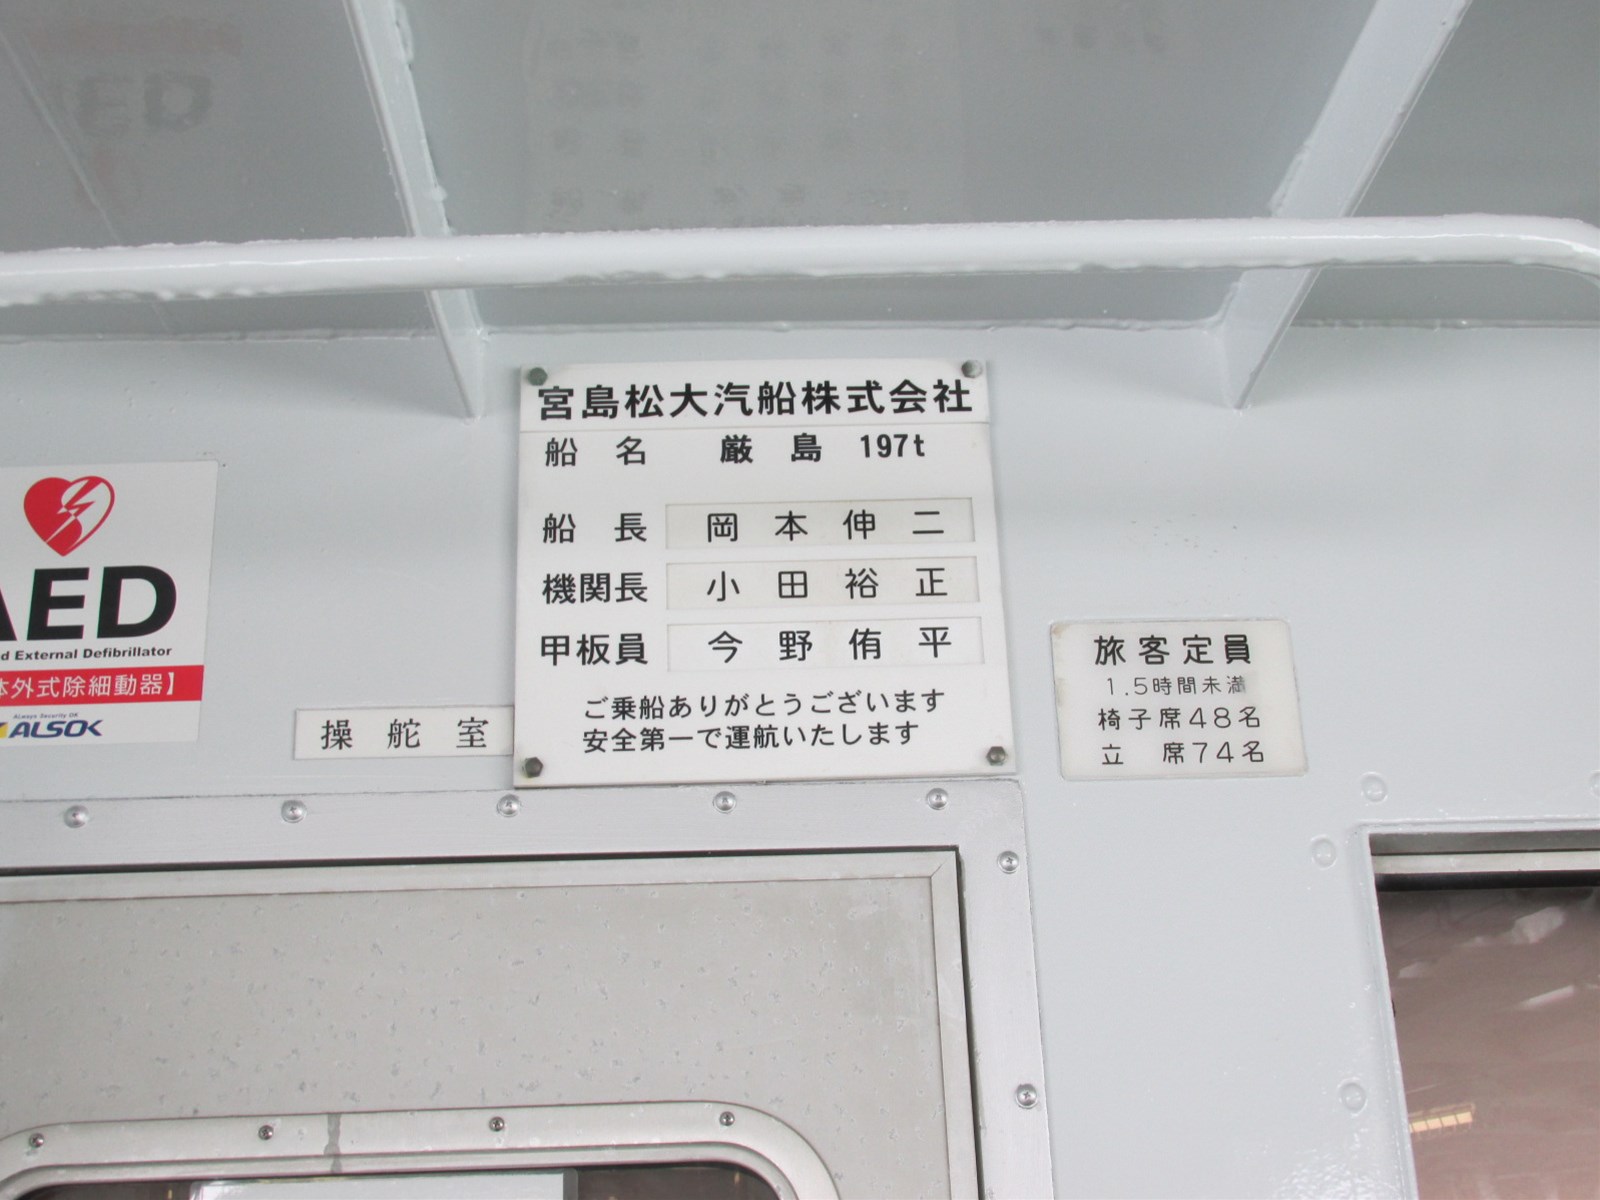 宮島松大汽船株式会社
船名 厳島 197t
船長 岡本伸二
機関長 小田裕正
甲板員 今野侑平
ご乗船ありがとうございます
安全第一で運航いたします
AED
d External Defibrillator
体外式除細動器】
Always Security OK
ALSOK
操舵室
旅客定員
1.5時間未満
椅子席48名
立 席74名